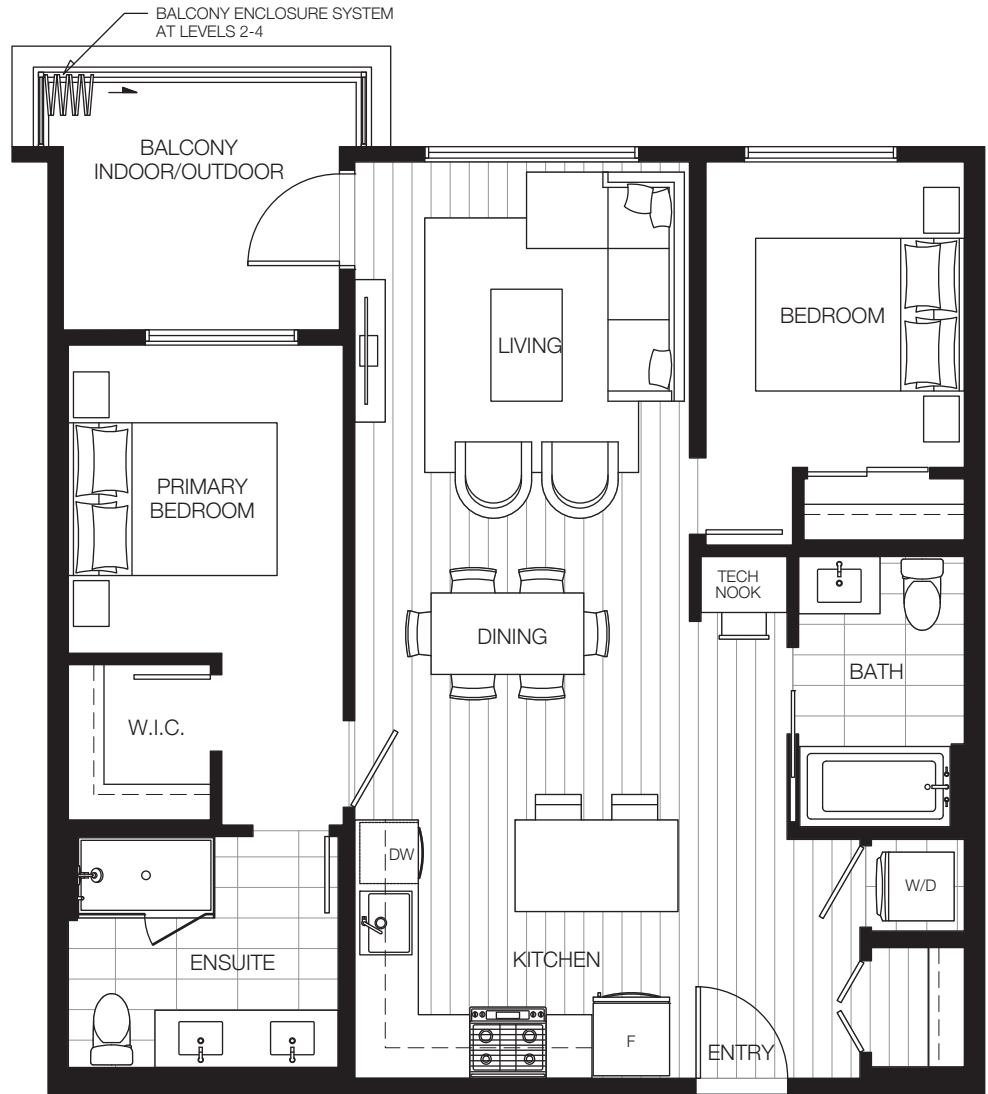 BALCONY ENCLOSURE SYSTEM
AT LEVELS 2-4
BALCONY
INDOOR/OUTDOOR
LIVING
BEDROOM
PRIMARY
BEDROOM
TECH
NOOK
DINING
BATH
W.I.C.
DW
W/D
ENSUITE
KITCHEN
F
ENTRY